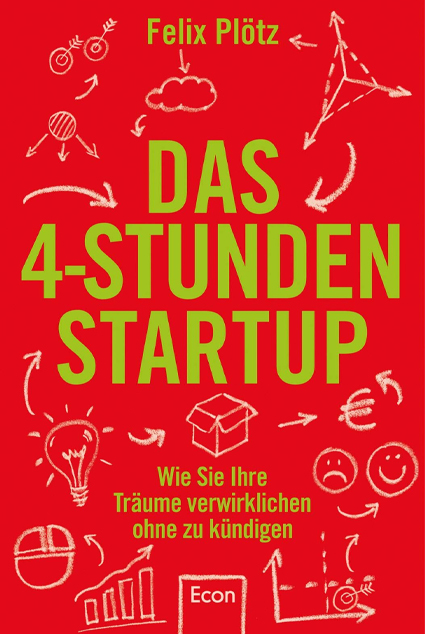 Felix Plötz
DAS
4-STUNDEN
STARTUP
€
Wie Sie Ihre
Träume verwirklichen
ohne zu kündigen
Econ